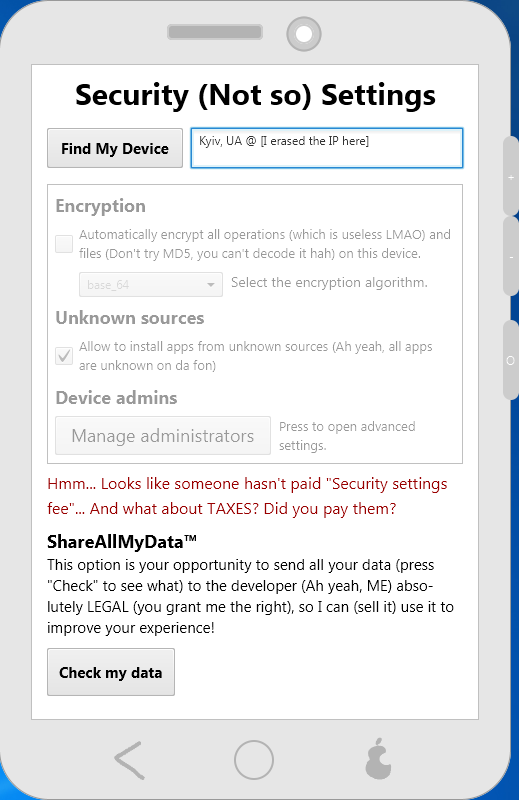 Security (Not so) Settings
Find My Device
Kyiv, UA @ [I erased the IP here]
Encryption
Automatically encrypt all operations (which is useless LMAO) and
files (Don't try MD5, you can't decode it hah) on this device.
base_64
Select the encryption algorithm.
Unknown sources
Allow to install apps from unknown sources (Ah yeah, all apps
are unknown on da fon)
Device admins
Manage administrators
Press to open advanced
settings.
Hmm... Looks like someone hasn't paid "Security settings
fee"... And what about TAXES? Did you pay them?
ShareAllMyData™
This option is your opportunity to send all your data (press
"Check" to see what) to the developer (Ah yeah, ME) abso-
lutely LEGAL (you grant me the right), so I can (sell it) use it to
improve your experience!
Check my data
+
-
O